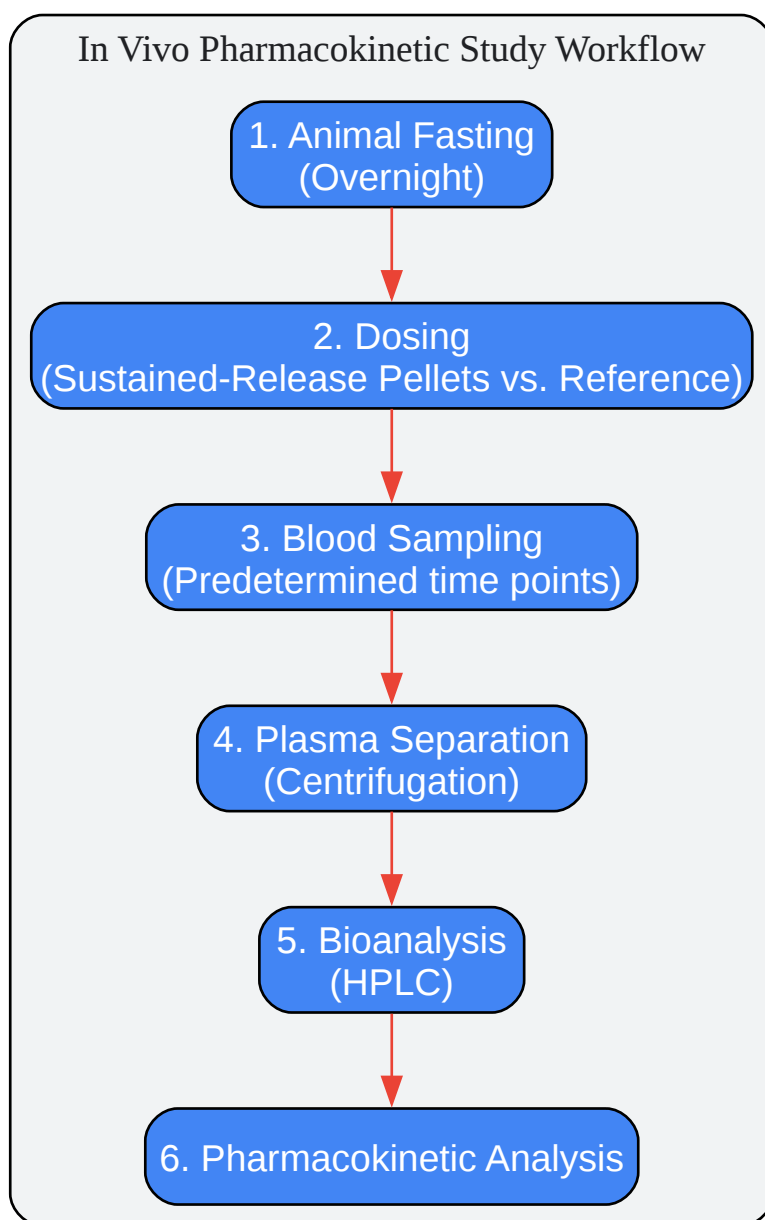 In Vivo Pharmacokinetic Study Workflow
1. Animal Fasting
(Overnight)
2. Dosing
(Sustained-Release Pellets vs. Reference)
3. Blood Sampling
(Predetermined time points)
4. Plasma Separation
(Centrifugation)
5. Bioanalysis
(HPLC)
6. Pharmacokinetic Analysis